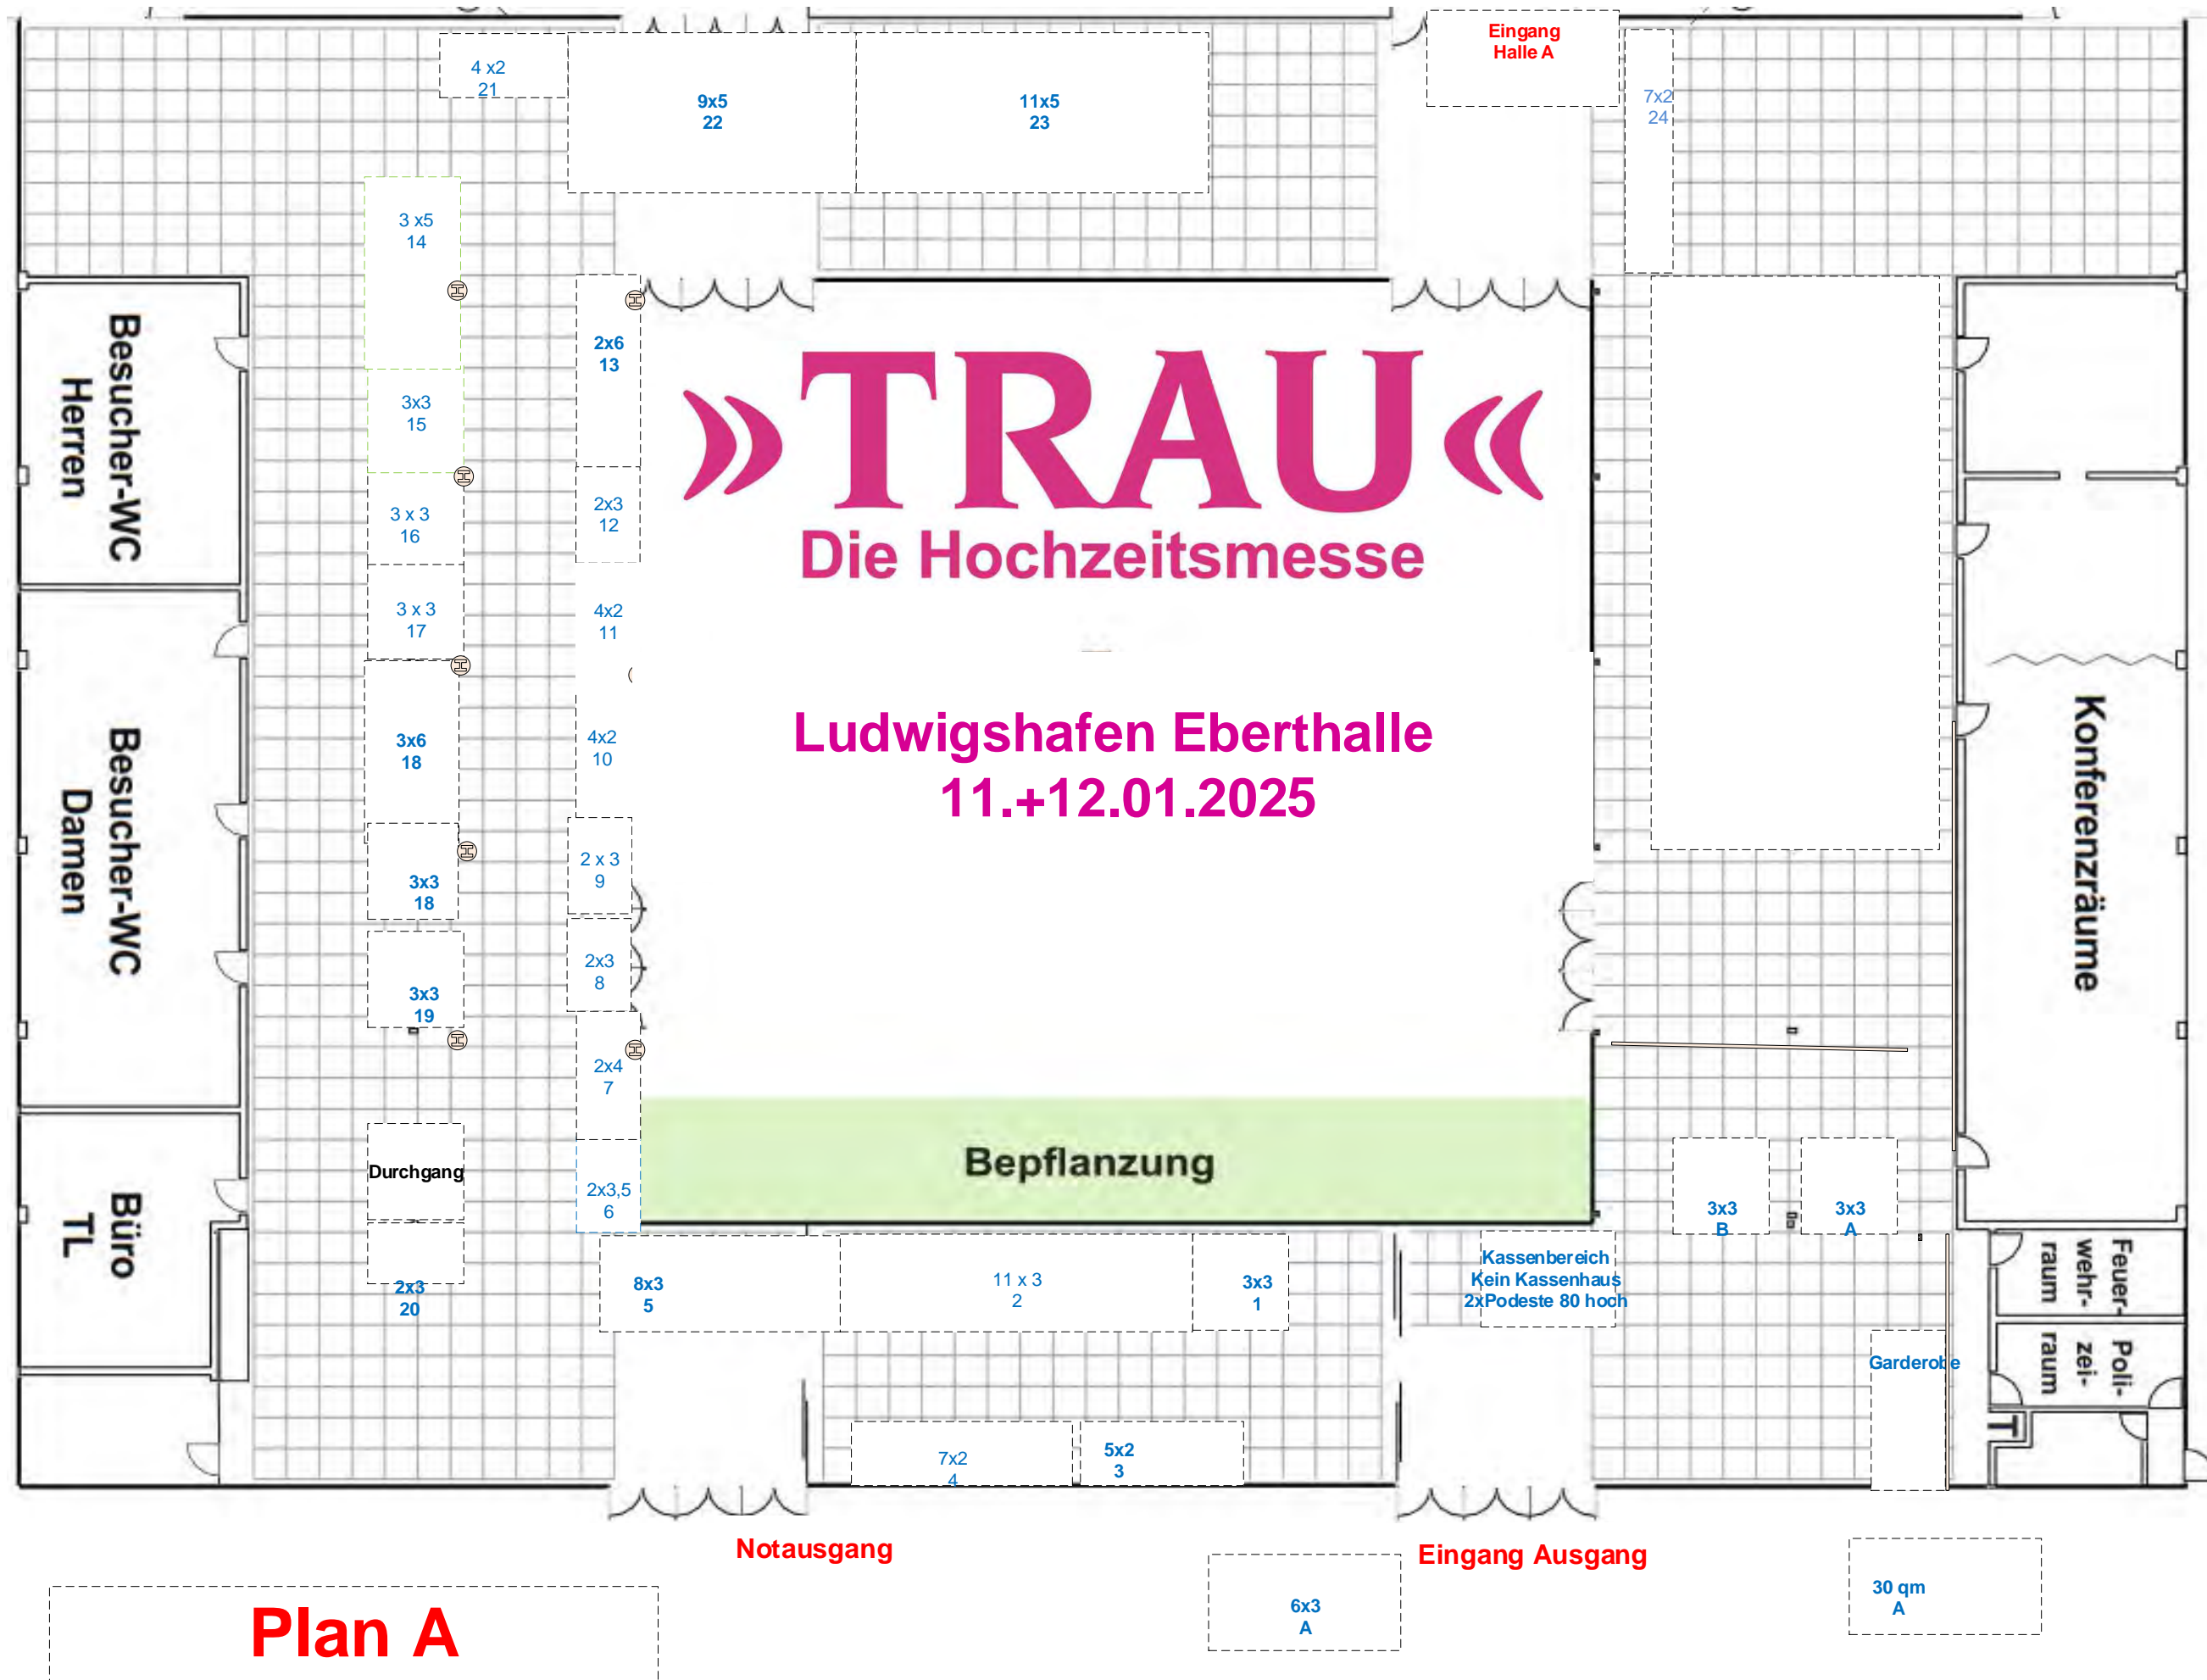 Eingang
Halle A
4 x2
21
9x5
22
11x5
23
7x2
24
3 x5
14
2x6
13
3x3
15
2x3
12
3 x 3
16
4x2
11
3 x 3
17
3x6
18
4x2
10
3x3
18
2 x 3
9
3x3
19
2x3
8
2x4
7
Durchgang
2x3,5
6
2x3
20
»TRAU«
Die Hochzeitsmesse
Ludwigshafen Eberthalle
11.+12.01.2025
Bepflanzung
Besucher-WC
Herren
Besucher-WC
Damen
Büro
TL
Konferenzräume
3x3
B
3x3
A
8x3
5
11 x 3
2
3x3
1
Kassenbereich
Kein Kassenhaus
2xPodeste 80 hoch
Feuer-
wehr-
raum
Poli-
zei-
raum
T
Garderobe
7x2
4
5x2
3
Notausgang
Eingang Ausgang
6x3
A
30 qm
A
Plan A